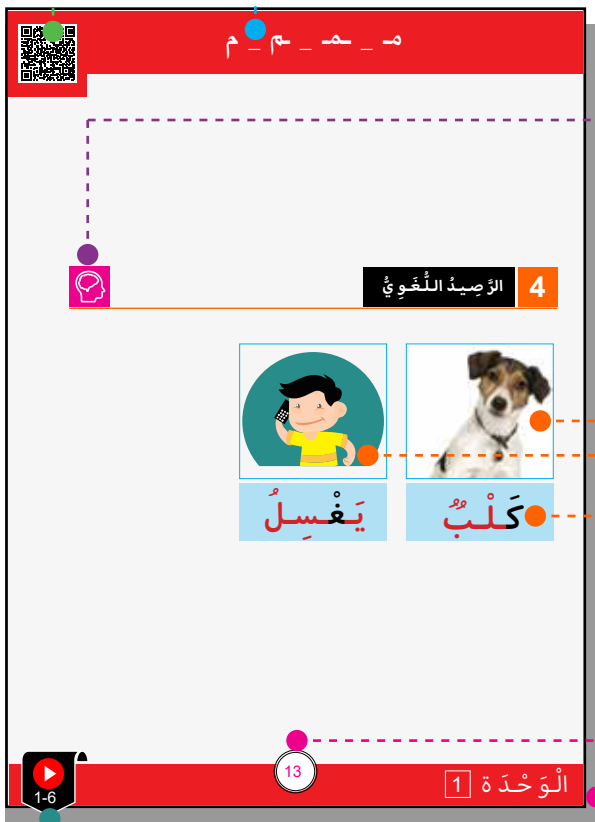 مـ _ ـمـ _ ـم _ م
4 الرَّصِيدُ اللُّغَوِيُّ
كَلْبٌ
يَغْسِلُ
الْوَحْدَة 1
13
1-6